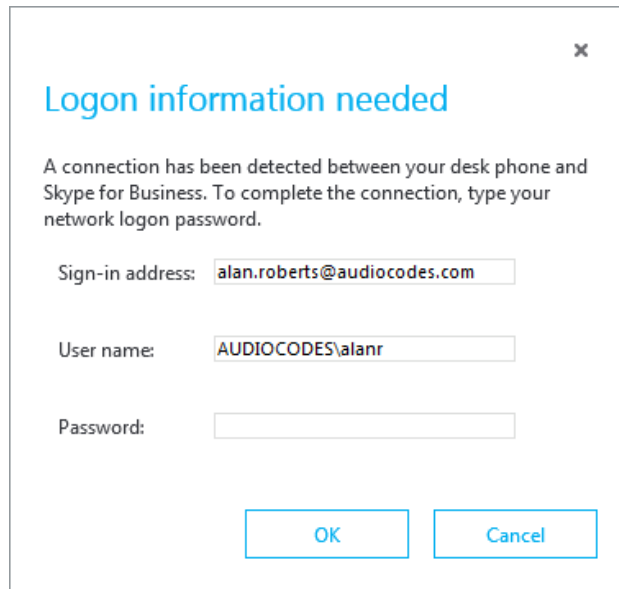 Logon information needed
A connection has been detected between your desk phone and
Skype for Business. To complete the connection, type your
network logon password.
Sign-in address: alan.roberts@audiocodes.com
User name: AUDIOCODES\alanr
Password:
OK Cancel